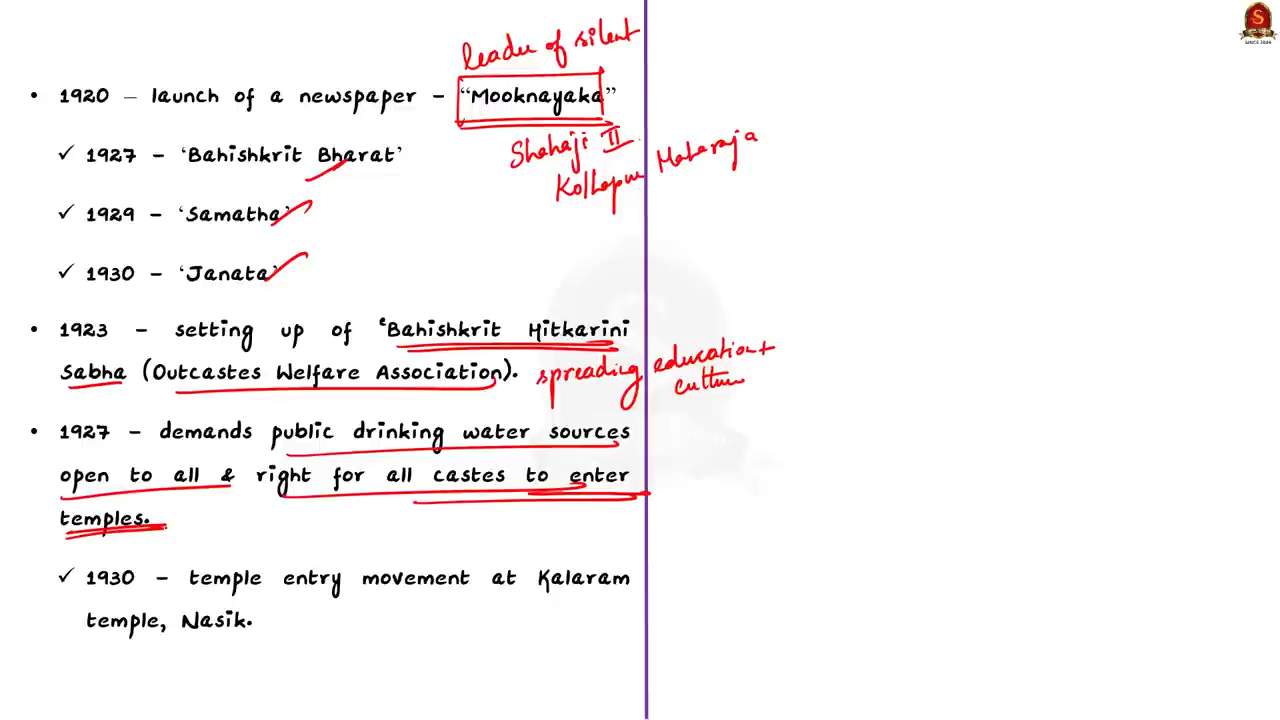 leader of silent
• 1920 – launch of a newspaper – “Mooknayaka”
Shahaji II
Kolhapur Maharaja
✓ 1927 – ‘Bahishkrit Bharat’
✓ 1929 – ‘Samatha’
✓ 1930 – ‘Janata’
• 1923 – setting up of ‘Bahishkrit Hitkarini
Sabha (Outcastes Welfare Association).
spreading education +
culture
• 1927 – demands public drinking water sources
open to all & right for all castes to enter
temples.
✓ 1930 – temple entry movement at Kalaram
temple, Nasik.
S
SINCE 2004